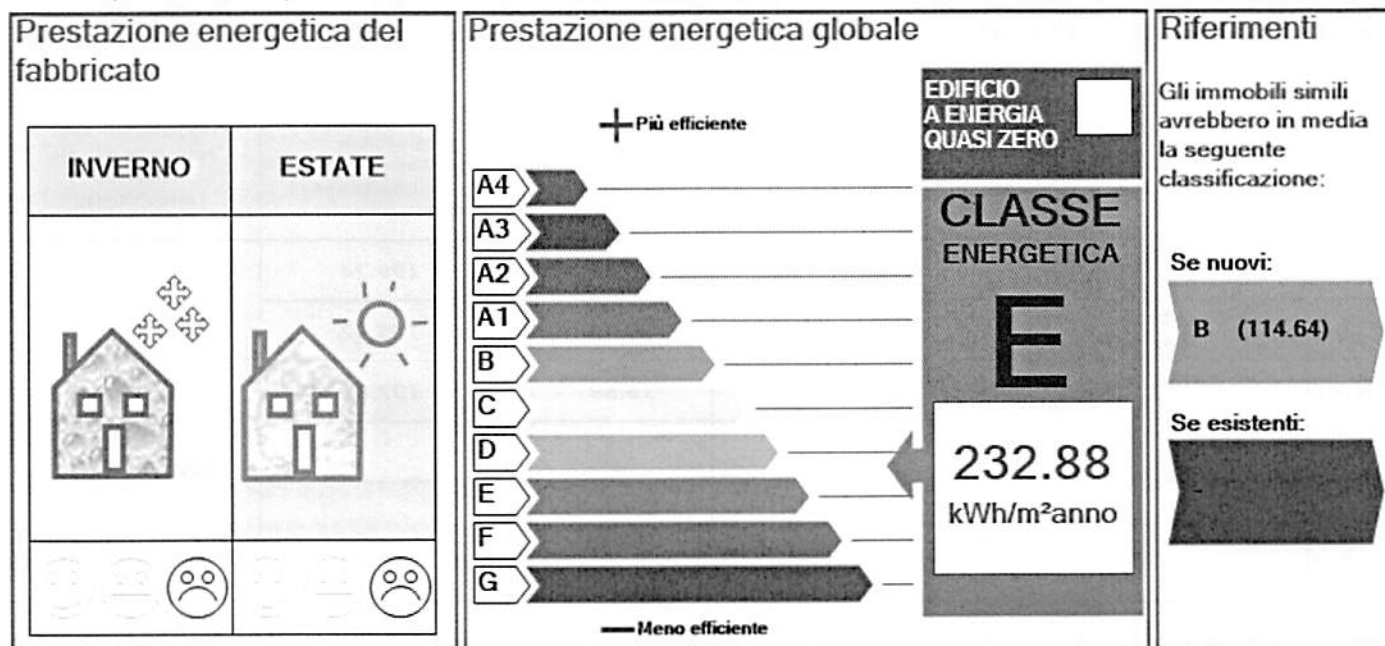 Prestazione energetica del
fabbricato
INVERNO
ESTATE
Prestazione energetica globale
Più efficiente
A4
A3
A2
A1
B
C
D
E
F
G
Meno efficiente
EDIFICIO
A ENERGIA
QUASI ZERO
CLASSE
ENERGETICA
E
232.88
kWh/m²anno
Riferimenti
Gli immobili simili
avrebbero in media
la seguente
classificazione:
Se nuovi:
B (114.64)
Se esistenti: